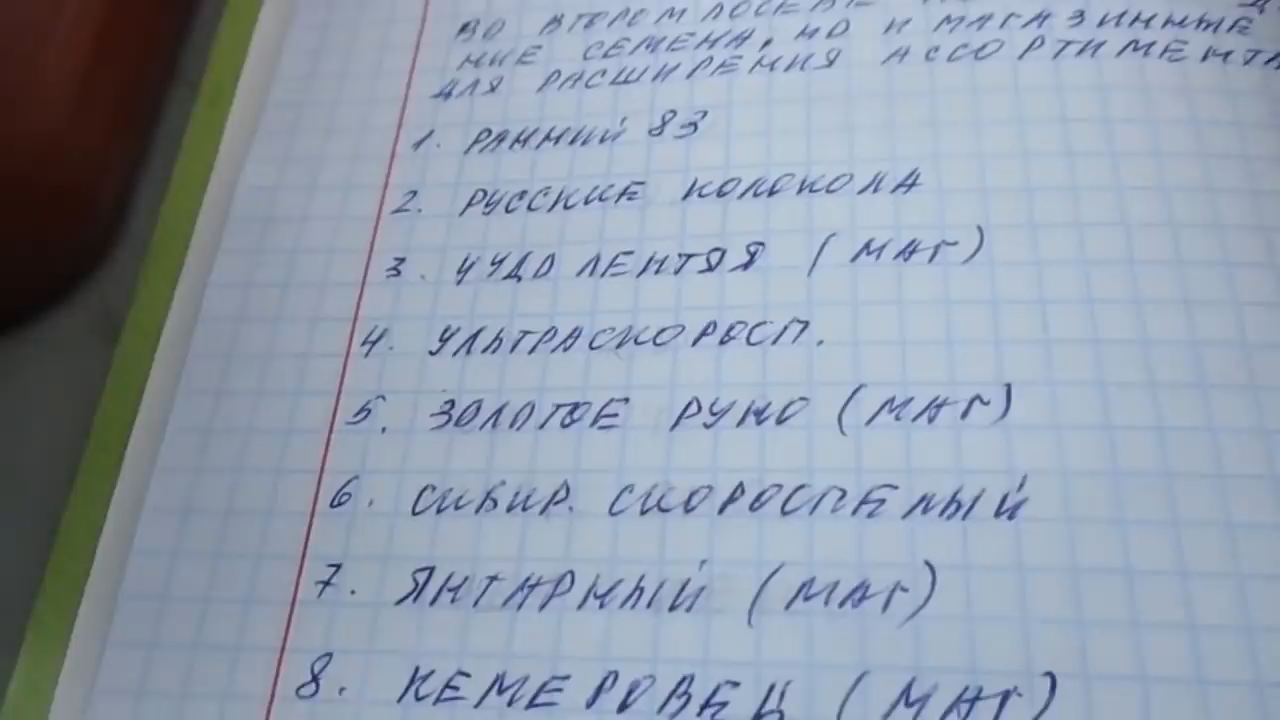 ВО ВТОРОМ ПОСЕВЕ
НИЕ СЕМЕНА, НО И МАГАЗИННЫЕ
ДЛЯ РАСШИРЕНИЯ АССОРТИМЕНТА
1. РАННИЙ 83
2. РУССКИЕ КОЛОКОЛА
3. ЧУДО ЛЕНТЯЯ (МАГ)
4. УЛЬТРАСКОРОСП.
5. ЗОЛОТОЕ РУНО (МАГ)
6. СИБИР. СКОРОСПЕЛЫЙ
7. ЯНТАРНЫЙ (МАГ)
8. КЕМЕРОВЕЦ (МАГ)